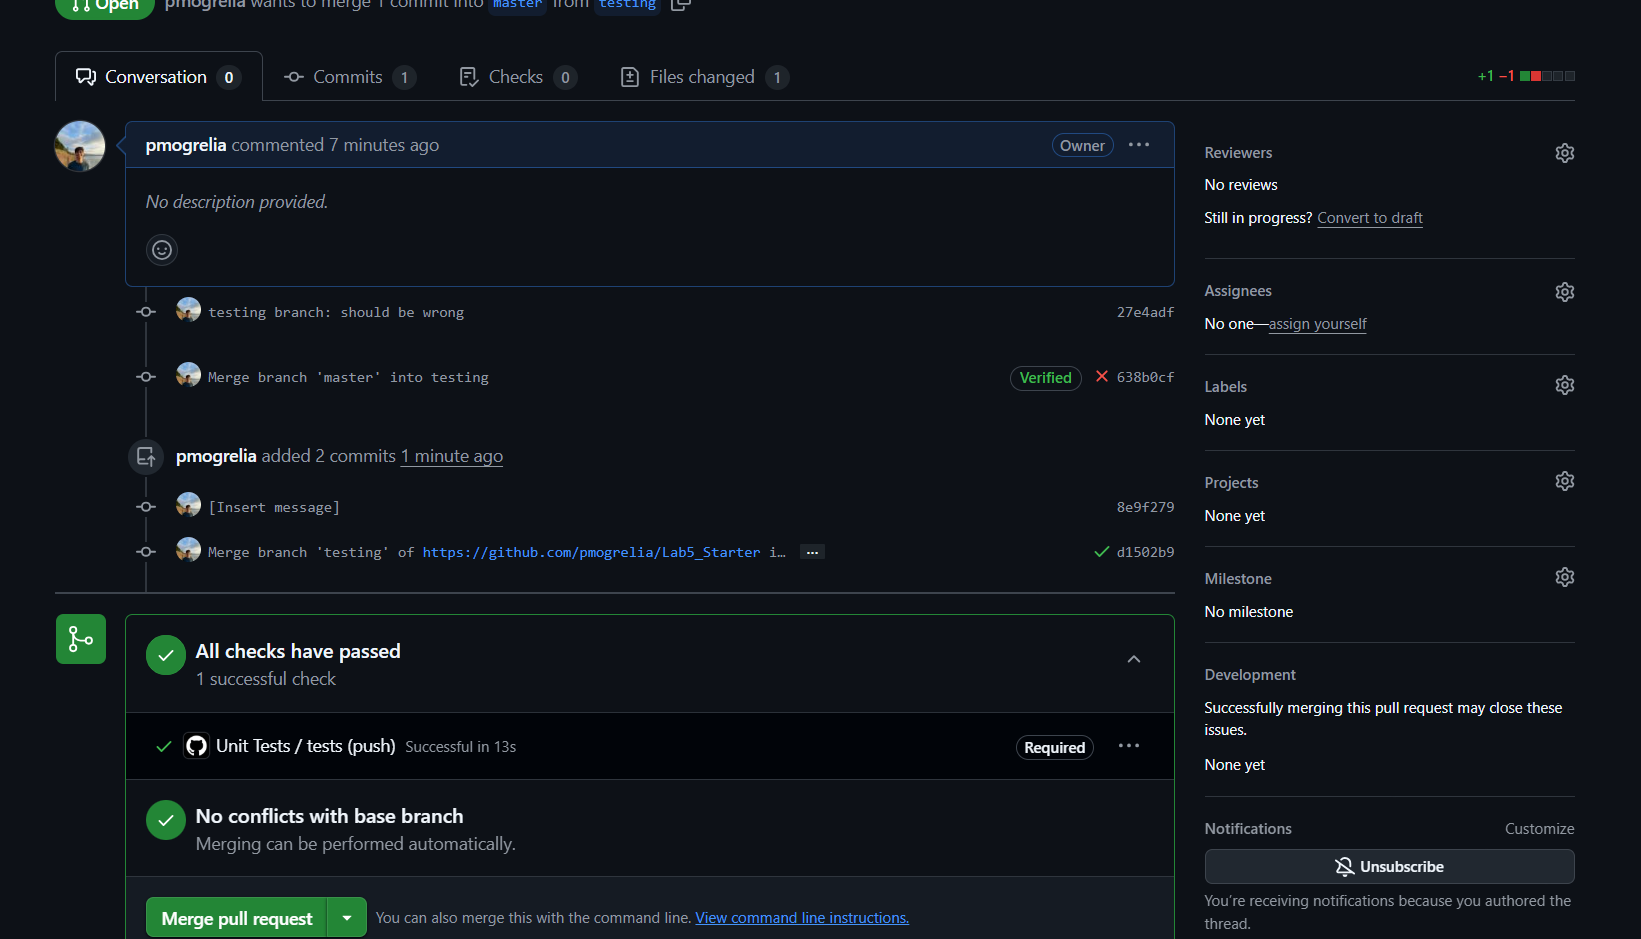 Open pmogrelia wants to merge 1 commit into master from testing
Conversation 0 Commits 1 Checks 0 Files changed 1 +1 −1
pmogrelia commented 7 minutes ago Owner
No description provided.
testing branch: should be wrong 27e4adf
Merge branch 'master' into testing Verified 638b0cf
pmogrelia added 2 commits 1 minute ago
[Insert message] 8e9f279
Merge branch 'testing' of https://github.com/pmogrelia/Lab5_Starter i… ... d1502b9
All checks have passed
1 successful check
Unit Tests / tests (push) Successful in 13s Required
No conflicts with base branch
Merging can be performed automatically.
Merge pull request You can also merge this with the command line. View command line instructions.
Reviewers
No reviews
Still in progress? Convert to draft
Assignees
No one—assign yourself
Labels
None yet
Projects
None yet
Milestone
No milestone
Development
Successfully merging this pull request may close these
issues.
None yet
Notifications Customize
Unsubscribe
You're receiving notifications because you authored the
thread.